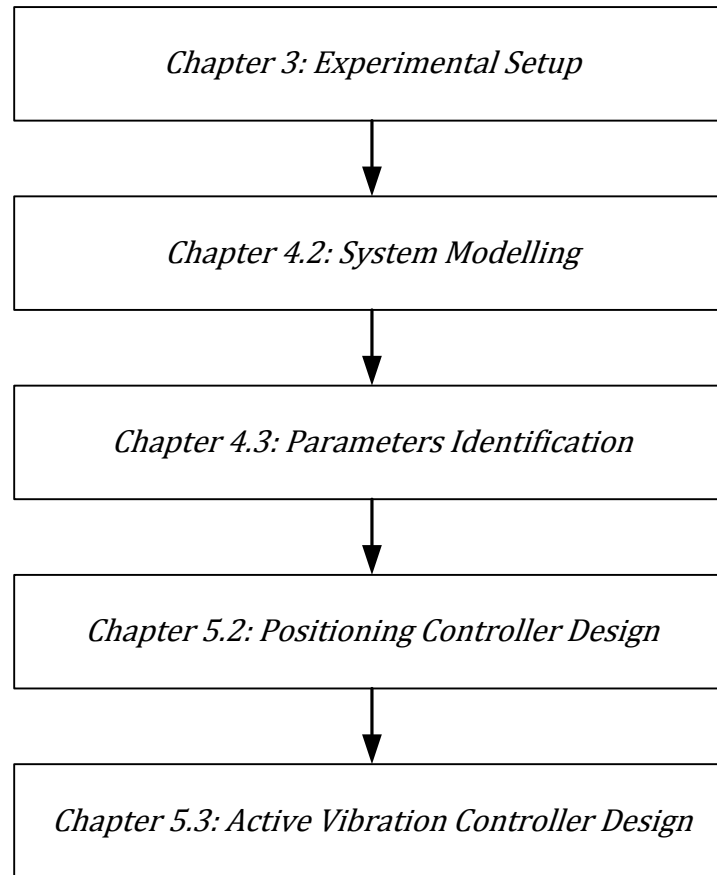 Chapter 3: Experimental Setup
Chapter 4.2: System Modelling
Chapter 4.3: Parameters Identification
Chapter 5.2: Positioning Controller Design
Chapter 5.3: Active Vibration Controller Design